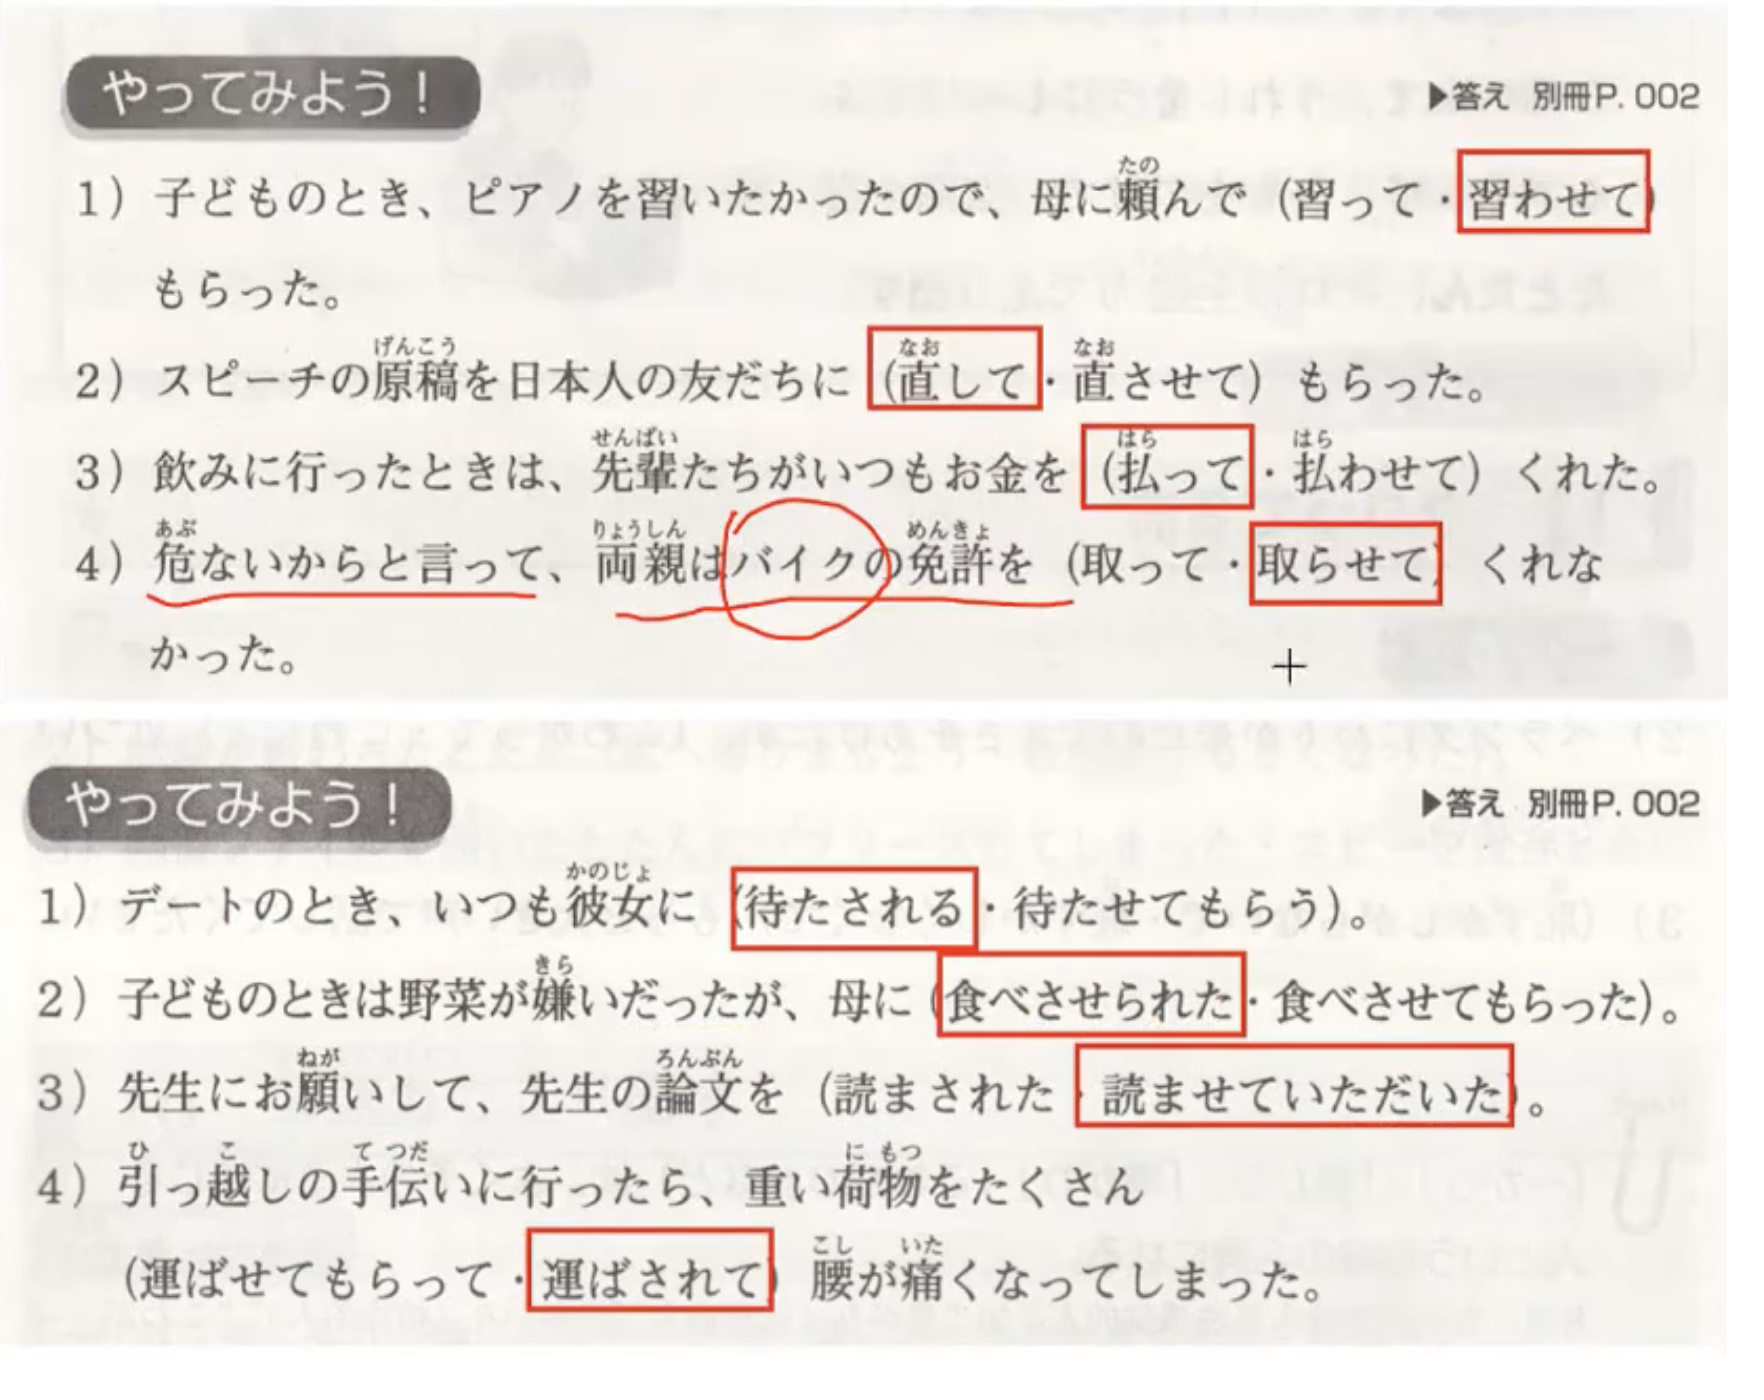 やってみよう！
▶答え 別冊P. 002
1）子どものとき、ピアノを習いたかったので、母に頼んで（習って・習わせて）
もらった。
2）スピーチの原稿を日本人の友だちに（直して・直させて）もらった。
3）飲みに行ったときは、先輩たちがいつもお金を（払って・払わせて）くれた。
4）危ないからと言って、両親はバイクの免許を（取って・取らせて）くれな
かった。
やってみよう！
▶答え 別冊P. 002
1）デートのとき、いつも彼女に（待たされる・待たせてもらう）。
2）子どものときは野菜が嫌いだったが、母に（食べさせられた・食べさせてもらった）。
3）先生にお願いして、先生の論文を（読まされた・読ませていただいた）。
4）引っ越しの手伝いに行ったら、重い荷物をたくさん
（運ばせてもらって・運ばされて）腰が痛くなってしまった。